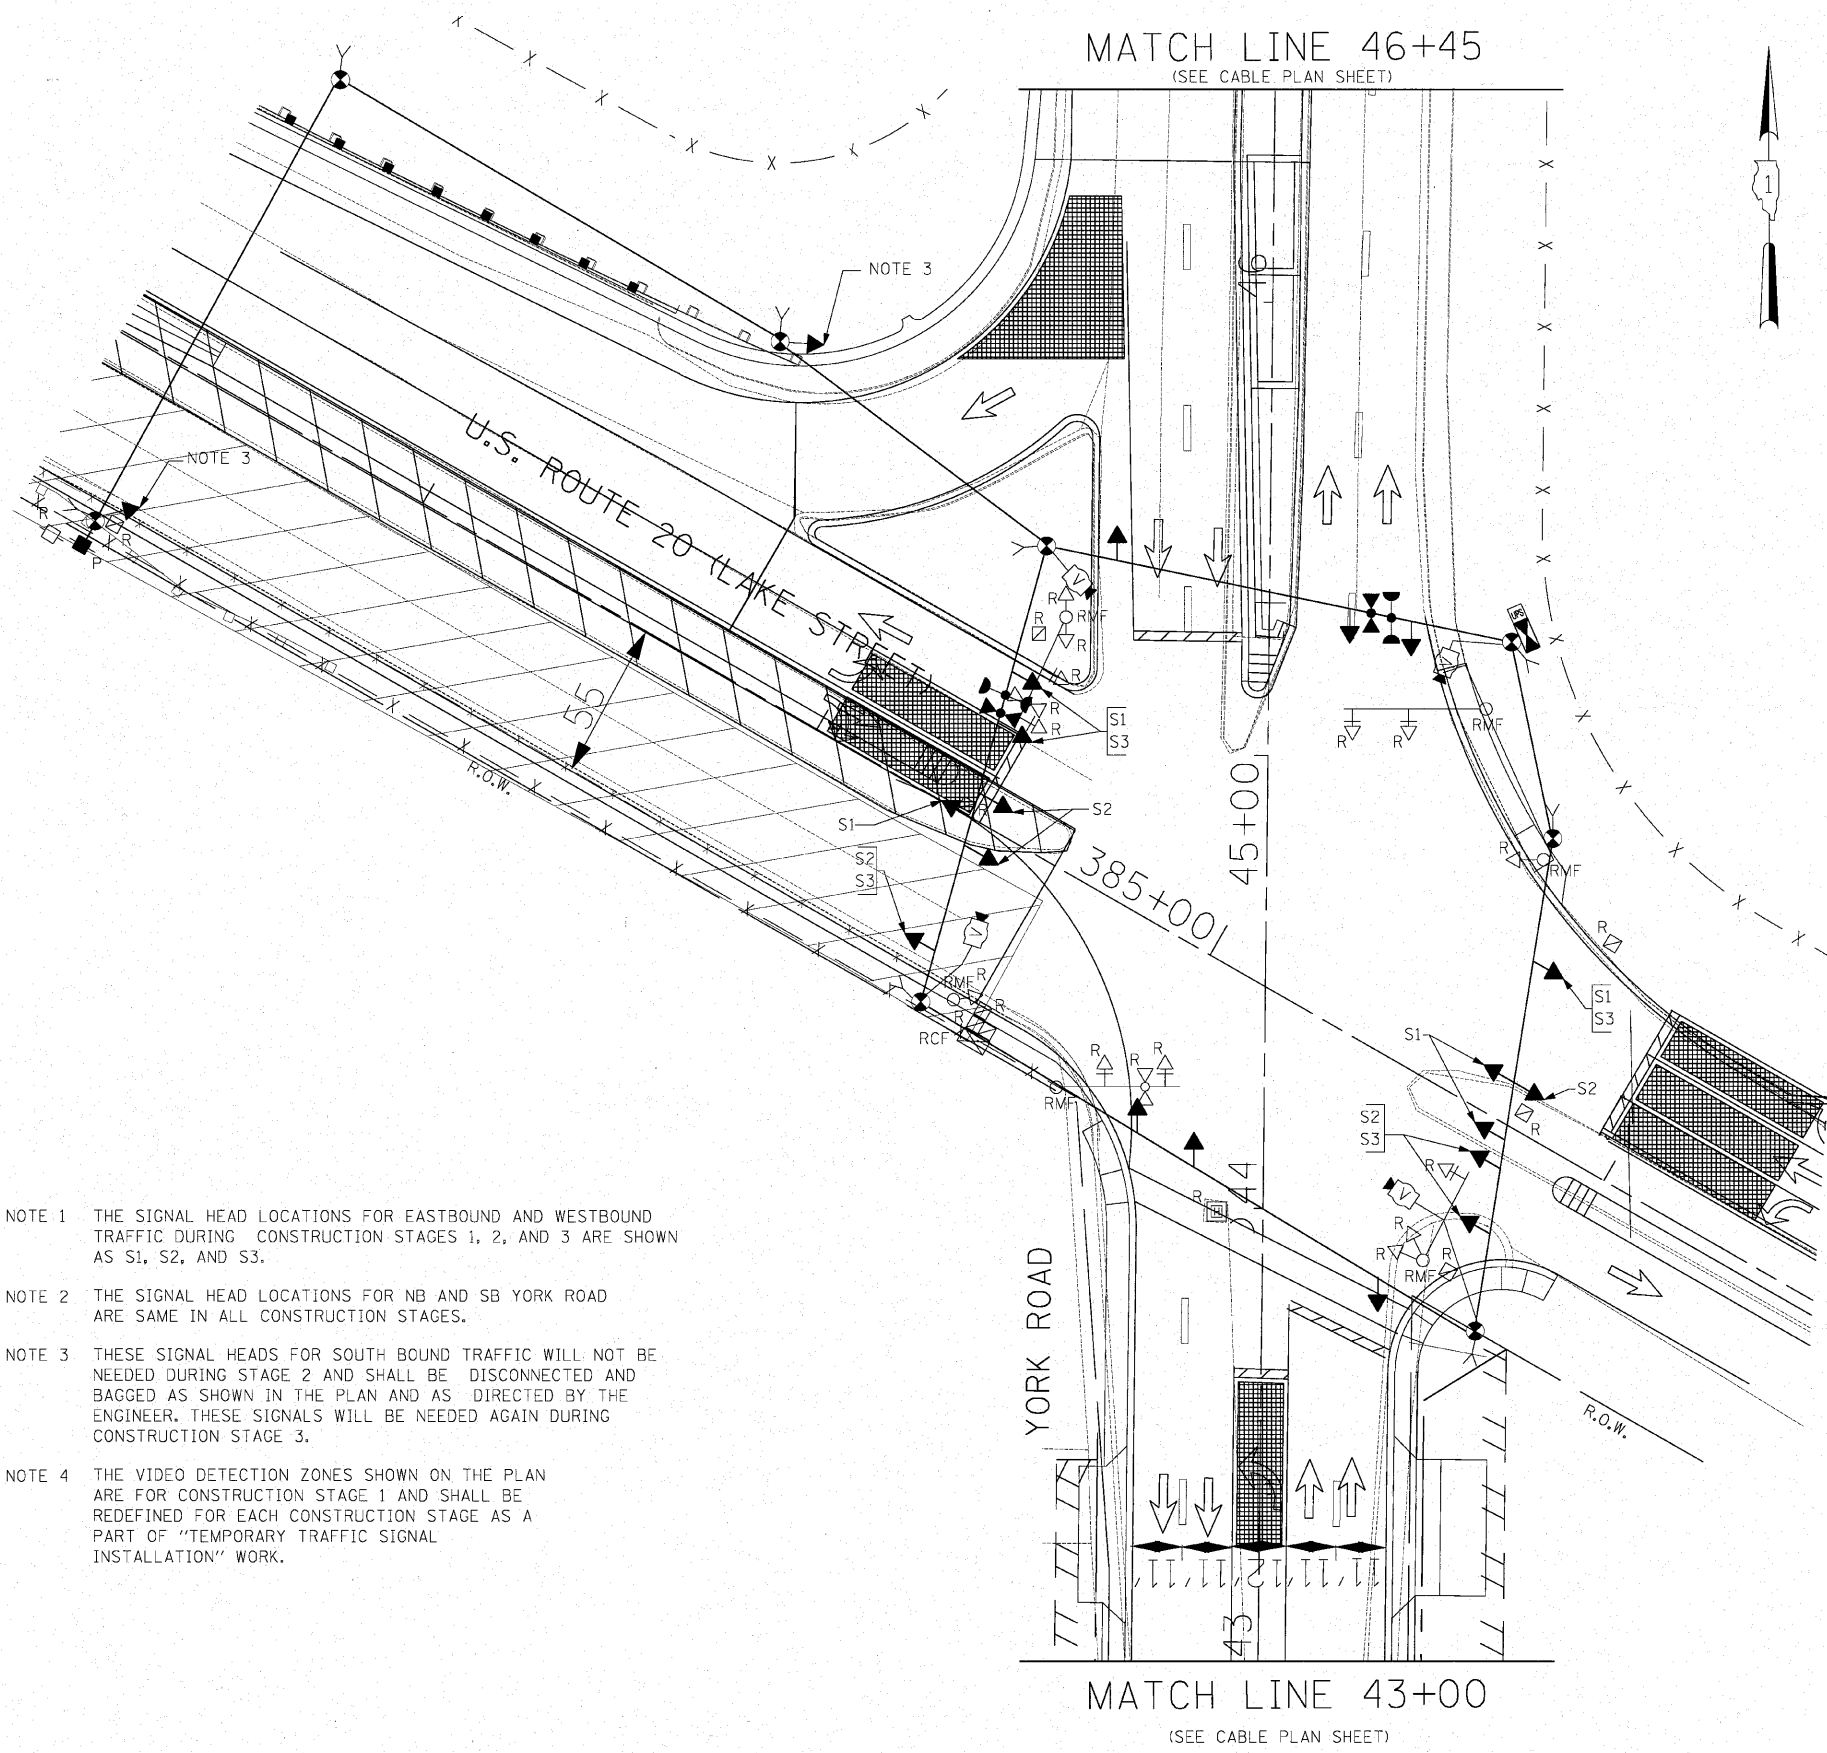 MATCH LINE 46+45
(SEE CABLE PLAN SHEET)
Y
1
46
NOTE 3
Y
U.S. ROUTE 20 (LAKE STREET)
NOTE 3
R
R
P
Y
UPS
V
R
RMF
R
R
R
Y
V
55
R.O.W.
R
R
S1
S3
R
R
RMF
S1
S2
45+00
S2
S3
385+00
Y
R
RMF
V
R
R
RMF
R
R
RCF
S1
S3
S1
S2
R
R
R
R
RMF
S2
S3
R
44
R
V
R
R
RMF
R
Y
NOTE 1 THE SIGNAL HEAD LOCATIONS FOR EASTBOUND AND WESTBOUND
TRAFFIC DURING CONSTRUCTION STAGES 1, 2, AND 3 ARE SHOWN
AS S1, S2, AND S3.
NOTE 2 THE SIGNAL HEAD LOCATIONS FOR NB AND SB YORK ROAD
ARE SAME IN ALL CONSTRUCTION STAGES.
NOTE 3 THESE SIGNAL HEADS FOR SOUTH BOUND TRAFFIC WILL NOT BE
NEEDED DURING STAGE 2 AND SHALL BE DISCONNECTED AND
BAGGED AS SHOWN IN THE PLAN AND AS DIRECTED BY THE
ENGINEER. THESE SIGNALS WILL BE NEEDED AGAIN DURING
CONSTRUCTION STAGE 3.
NOTE 4 THE VIDEO DETECTION ZONES SHOWN ON THE PLAN
ARE FOR CONSTRUCTION STAGE 1 AND SHALL BE
REDEFINED FOR EACH CONSTRUCTION STAGE AS A
PART OF "TEMPORARY TRAFFIC SIGNAL
INSTALLATION" WORK.
YORK ROAD
R.O.W.
11' 11' 12' 11' 11'
43
MATCH LINE 43+00
(SEE CABLE PLAN SHEET)